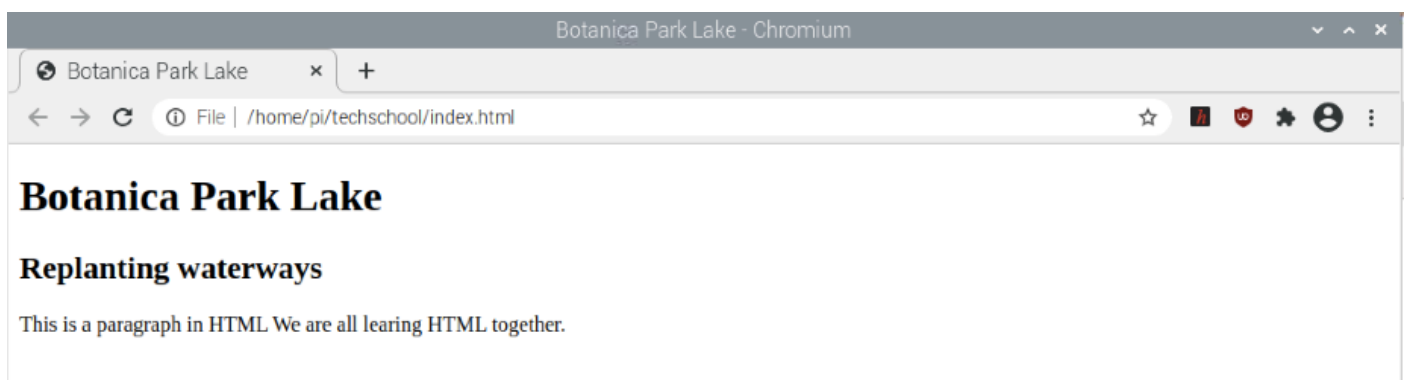 Botanica Park Lake - Chromium
Botanica Park Lake
File | /home/pi/techschool/index.html
Botanica Park Lake
Replanting waterways
This is a paragraph in HTML We are all learing HTML together.